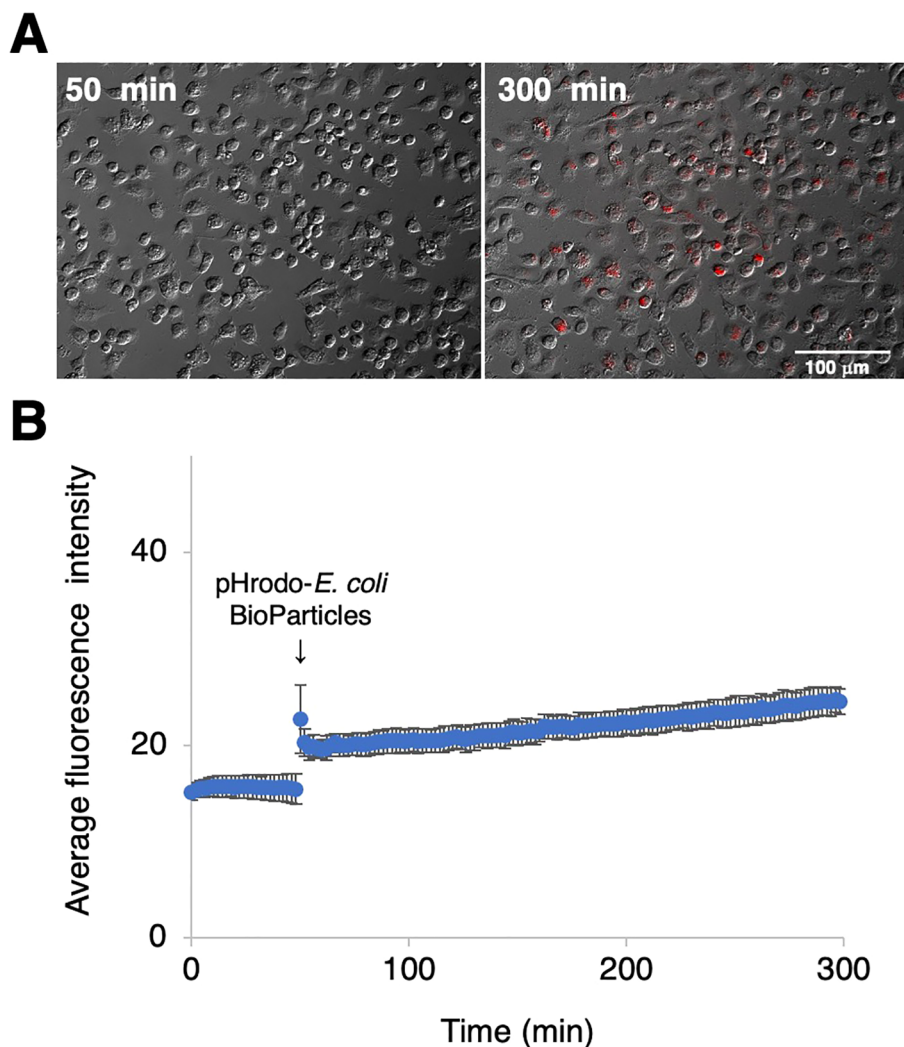 A
50 min
300 min
100 μm
B
Average fluorescence intensity
40
20
0
pHrodo-E. coli
BioParticles
↓
0
100
200
300
Time (min)